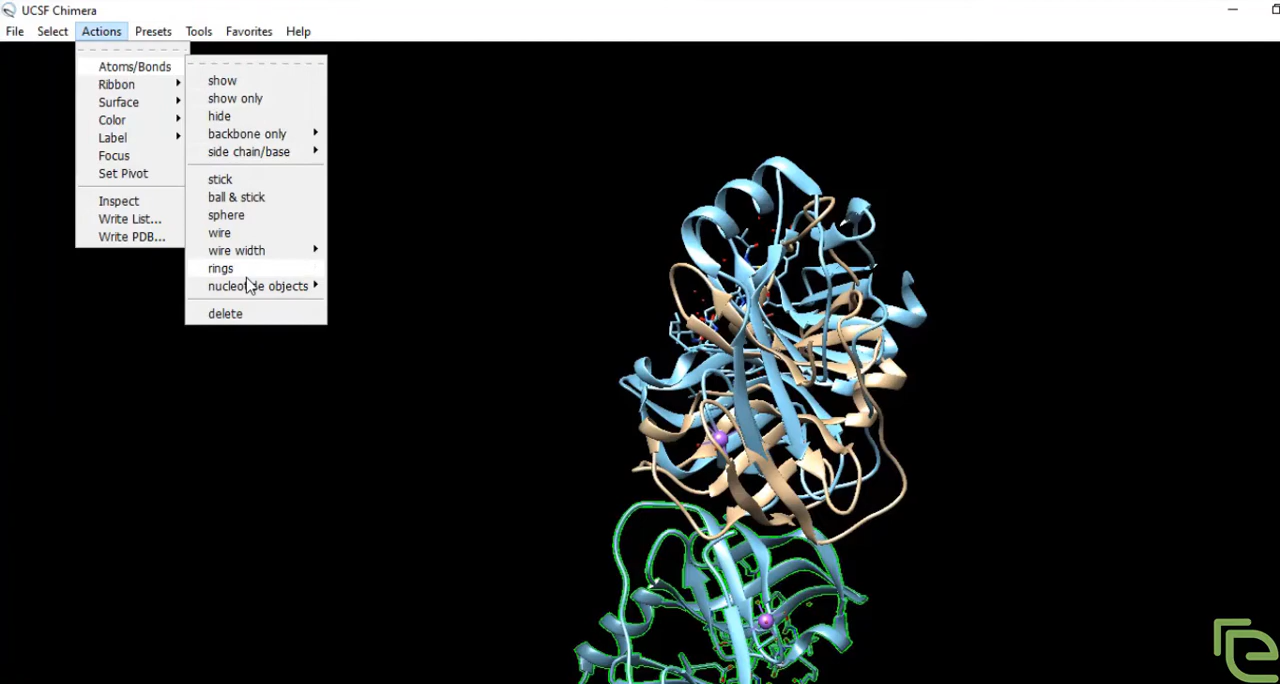 UCSF Chimera
File Select Actions Presets Tools Favorites Help
Atoms/Bonds
Ribbon
Surface
Color
Label
Focus
Set Pivot
Inspect
Write List...
Write PDB...
show
show only
hide
backbone only
side chain/base
stick
ball & stick
sphere
wire
wire width
rings
objects
delete